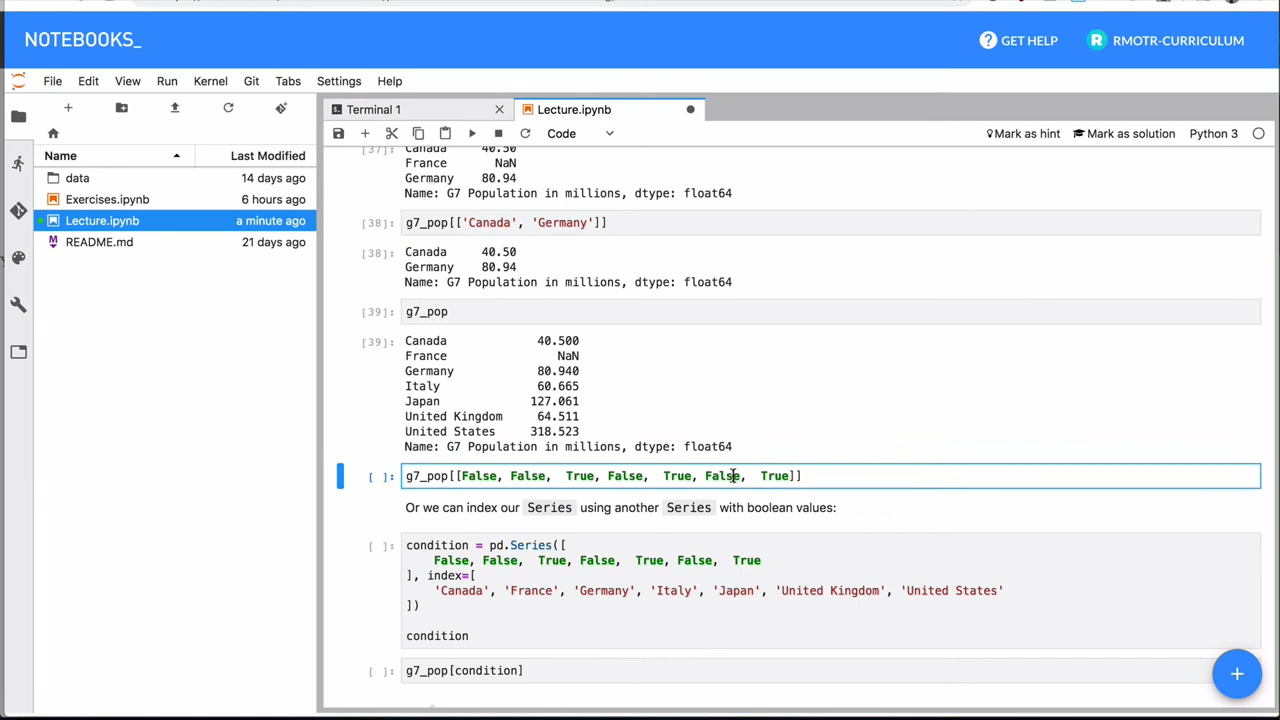 NOTEBOOKS_
GET HELP
R RMOTR-CURRICULUM
File Edit View Run Kernel Git Tabs Settings Help
Terminal 1
Lecture.ipynb
Code
Mark as hint
Mark as solution
Python 3
Name Last Modified
data 14 days ago
Exercises.ipynb 6 hours ago
Lecture.ipynb a minute ago
README.md 21 days ago
[37]: Canada 40.50
France NaN
Germany 80.94
Name: G7 Population in millions, dtype: float64
[38]: g7_pop[['Canada', 'Germany']]
[38]: Canada 40.50
Germany 80.94
Name: G7 Population in millions, dtype: float64
[39]: g7_pop
[39]: Canada 40.500
France NaN
Germany 80.940
Italy 60.665
Japan 127.061
United Kingdom 64.511
United States 318.523
Name: G7 Population in millions, dtype: float64
[ ]: g7_pop[[False, False, True, False, True, False, True]]
Or we can index our Series using another Series with boolean values:
[ ]: condition = pd.Series([
False, False, True, False, True, False, True
], index=[
'Canada', 'France', 'Germany', 'Italy', 'Japan', 'United Kingdom', 'United States'
])
condition
[ ]: g7_pop[condition]